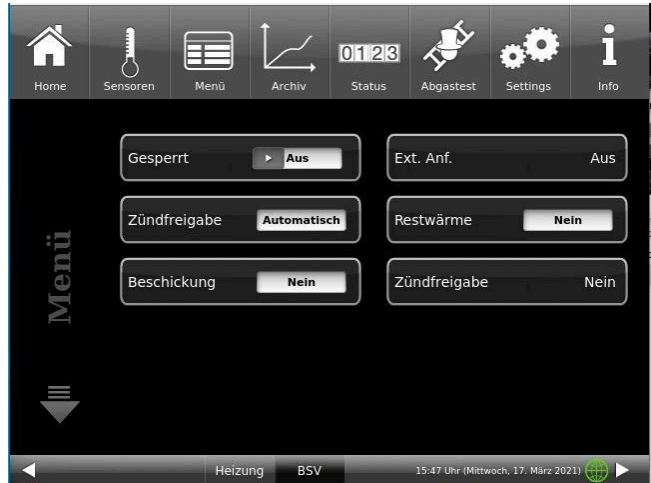 0123
Home Sensoren Menü Archiv Status Abgastest Settings Info
Gesperrt Aus Ext. Anf. Aus
Zündfreigabe Automatisch Restwärme Nein
Beschickung Nein Zündfreigabe Nein
Menü
Heizung BSV 15:47 Uhr (Mittwoch, 17. März 2021)